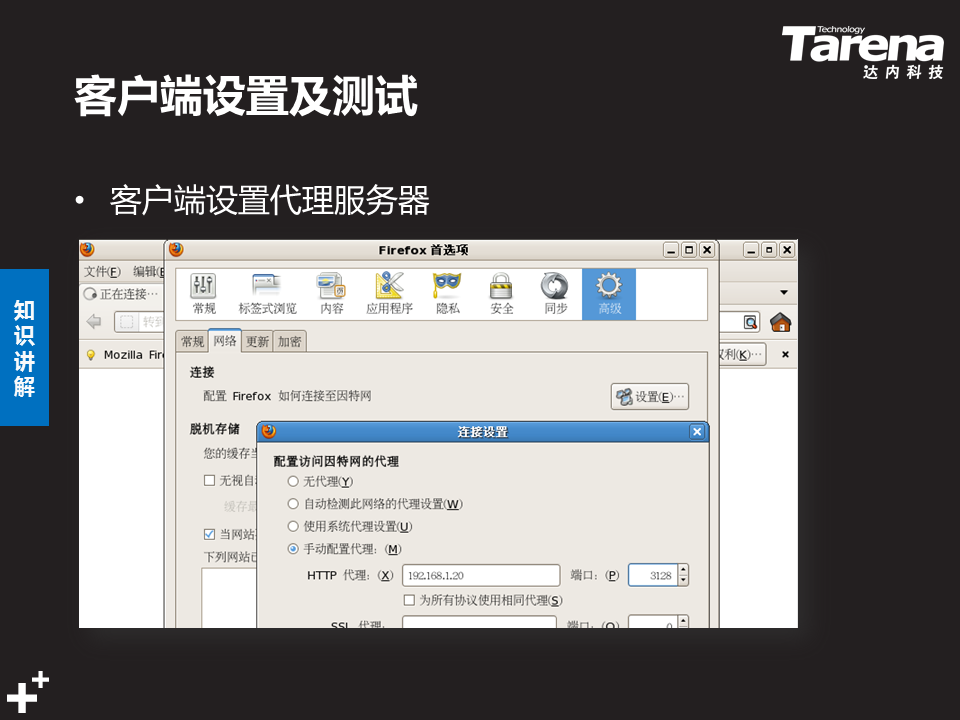 Technology
Tarena
达内科技
客户端设置及测试
• 客户端设置代理服务器
知识讲解
Firefox 首选项
文件(F) 编辑(E
正在连接…
转到
Mozilla Fire
权利(K)…
常规 标签式浏览 内容 应用程序 隐私 安全 同步 高级
常规 网络 更新 加密
连接
配置 Firefox 如何连接至因特网
设置(E)…
脱机存储
您的缓存当
无视自
缓存最
当网站
下列网站已
连接设置
配置访问因特网的代理
无代理(Y)
自动检测此网络的代理设置(W)
使用系统代理设置(U)
手动配置代理：(M)
HTTP 代理：(X) 192.168.1.20 端口：(P) 3128
为所有协议使用相同代理(S)
SSL 代理： 端口：(O) 0